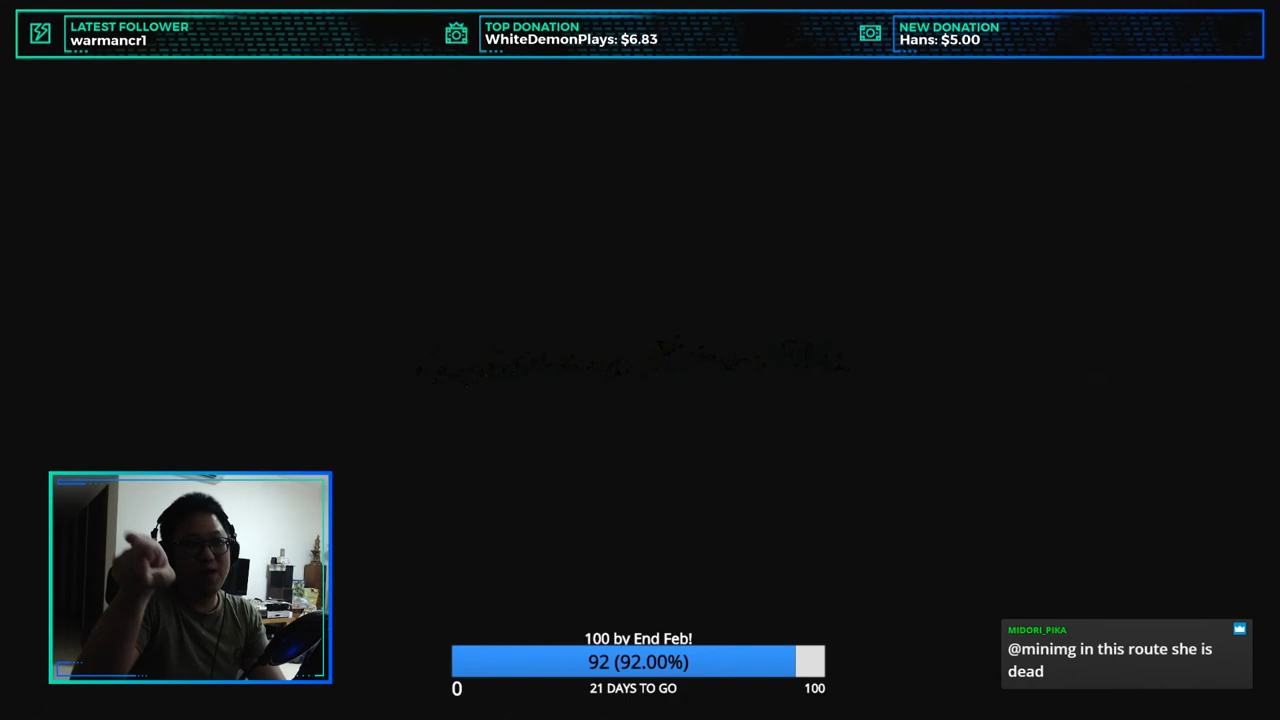 LATEST FOLLOWER
warmancr1
TOP DONATION
WhiteDemonPlays: $6.83
NEW DONATION
Hans: $5.00
100 by End Feb!
92 (92.00%)
0
21 DAYS TO GO
100
MIDORI_PIKA
@minimg in this route she is
dead